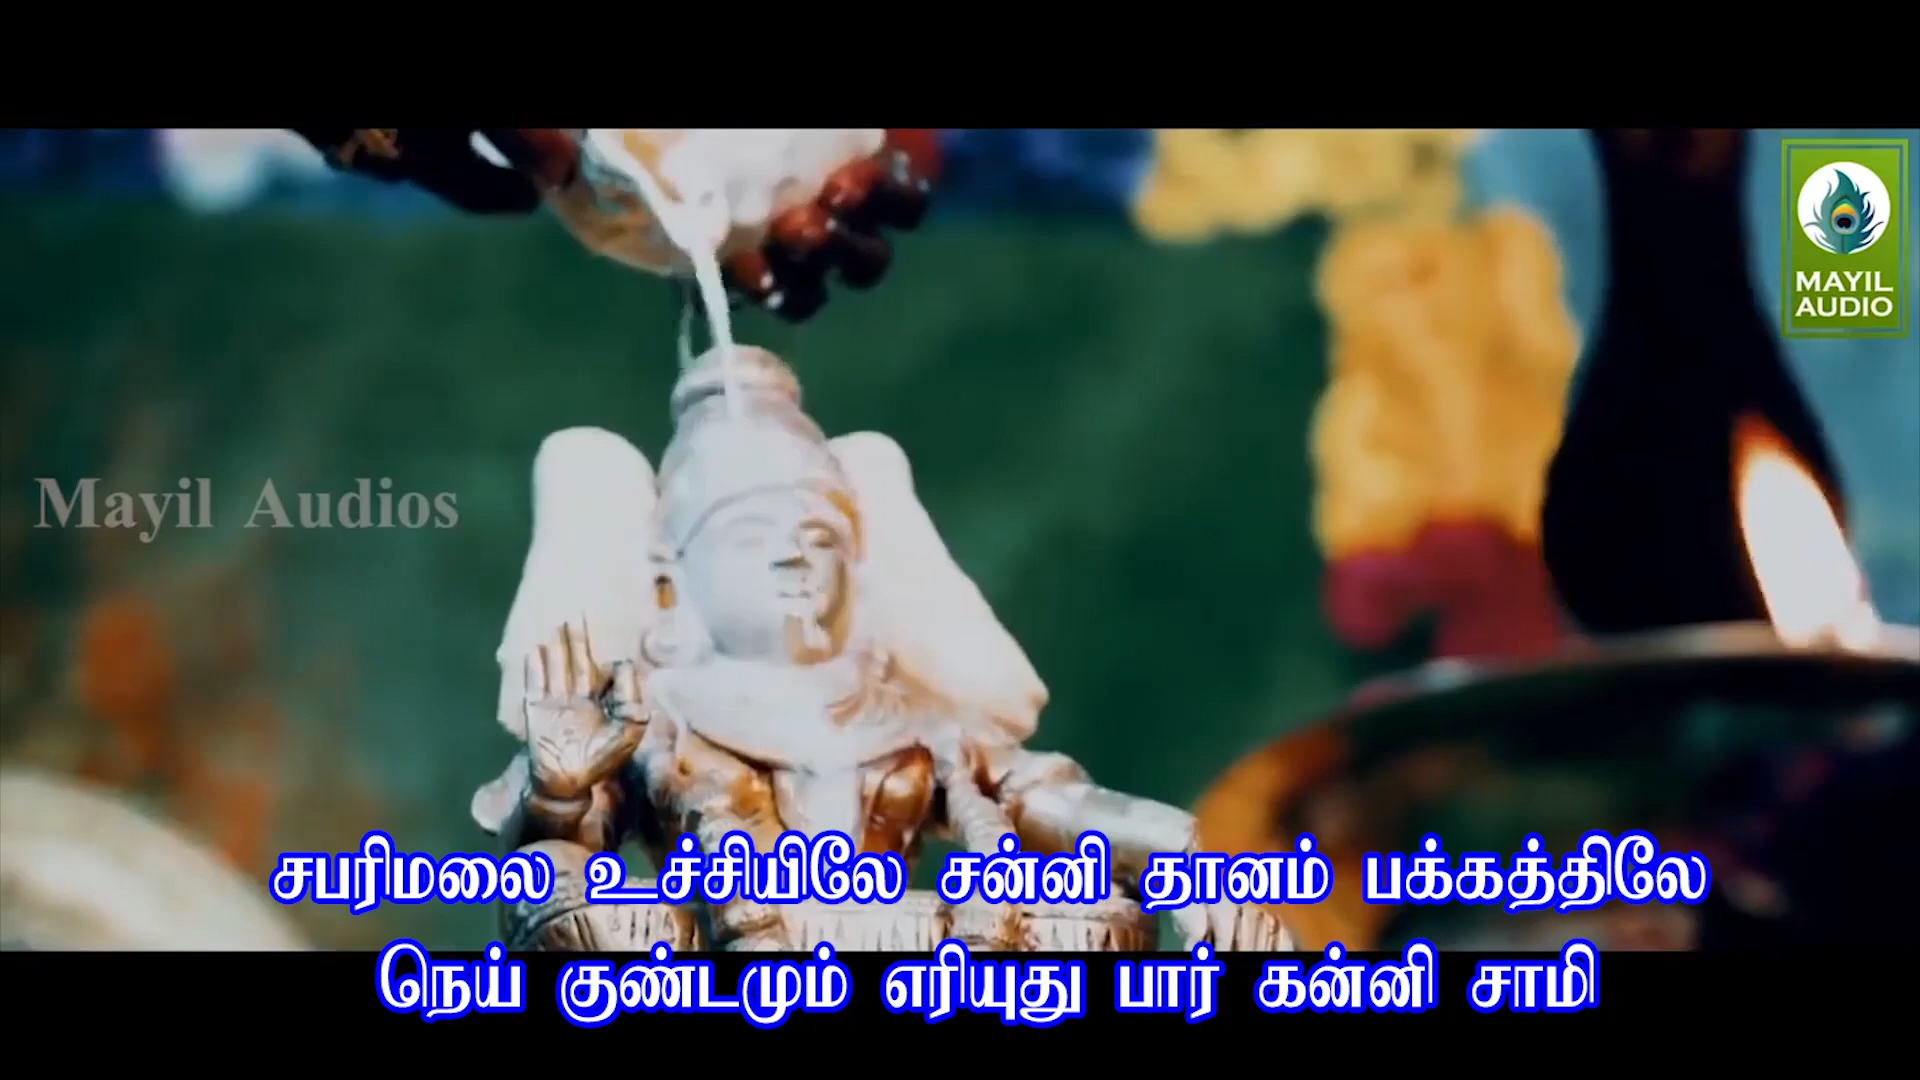 MAYIL
AUDIO
Mayil Audios
சபரிமலை உச்சியிலே சன்னி தானம் பக்கத்திலே
நெய் குண்டமும் எரியுது பார் கன்னி சாமி